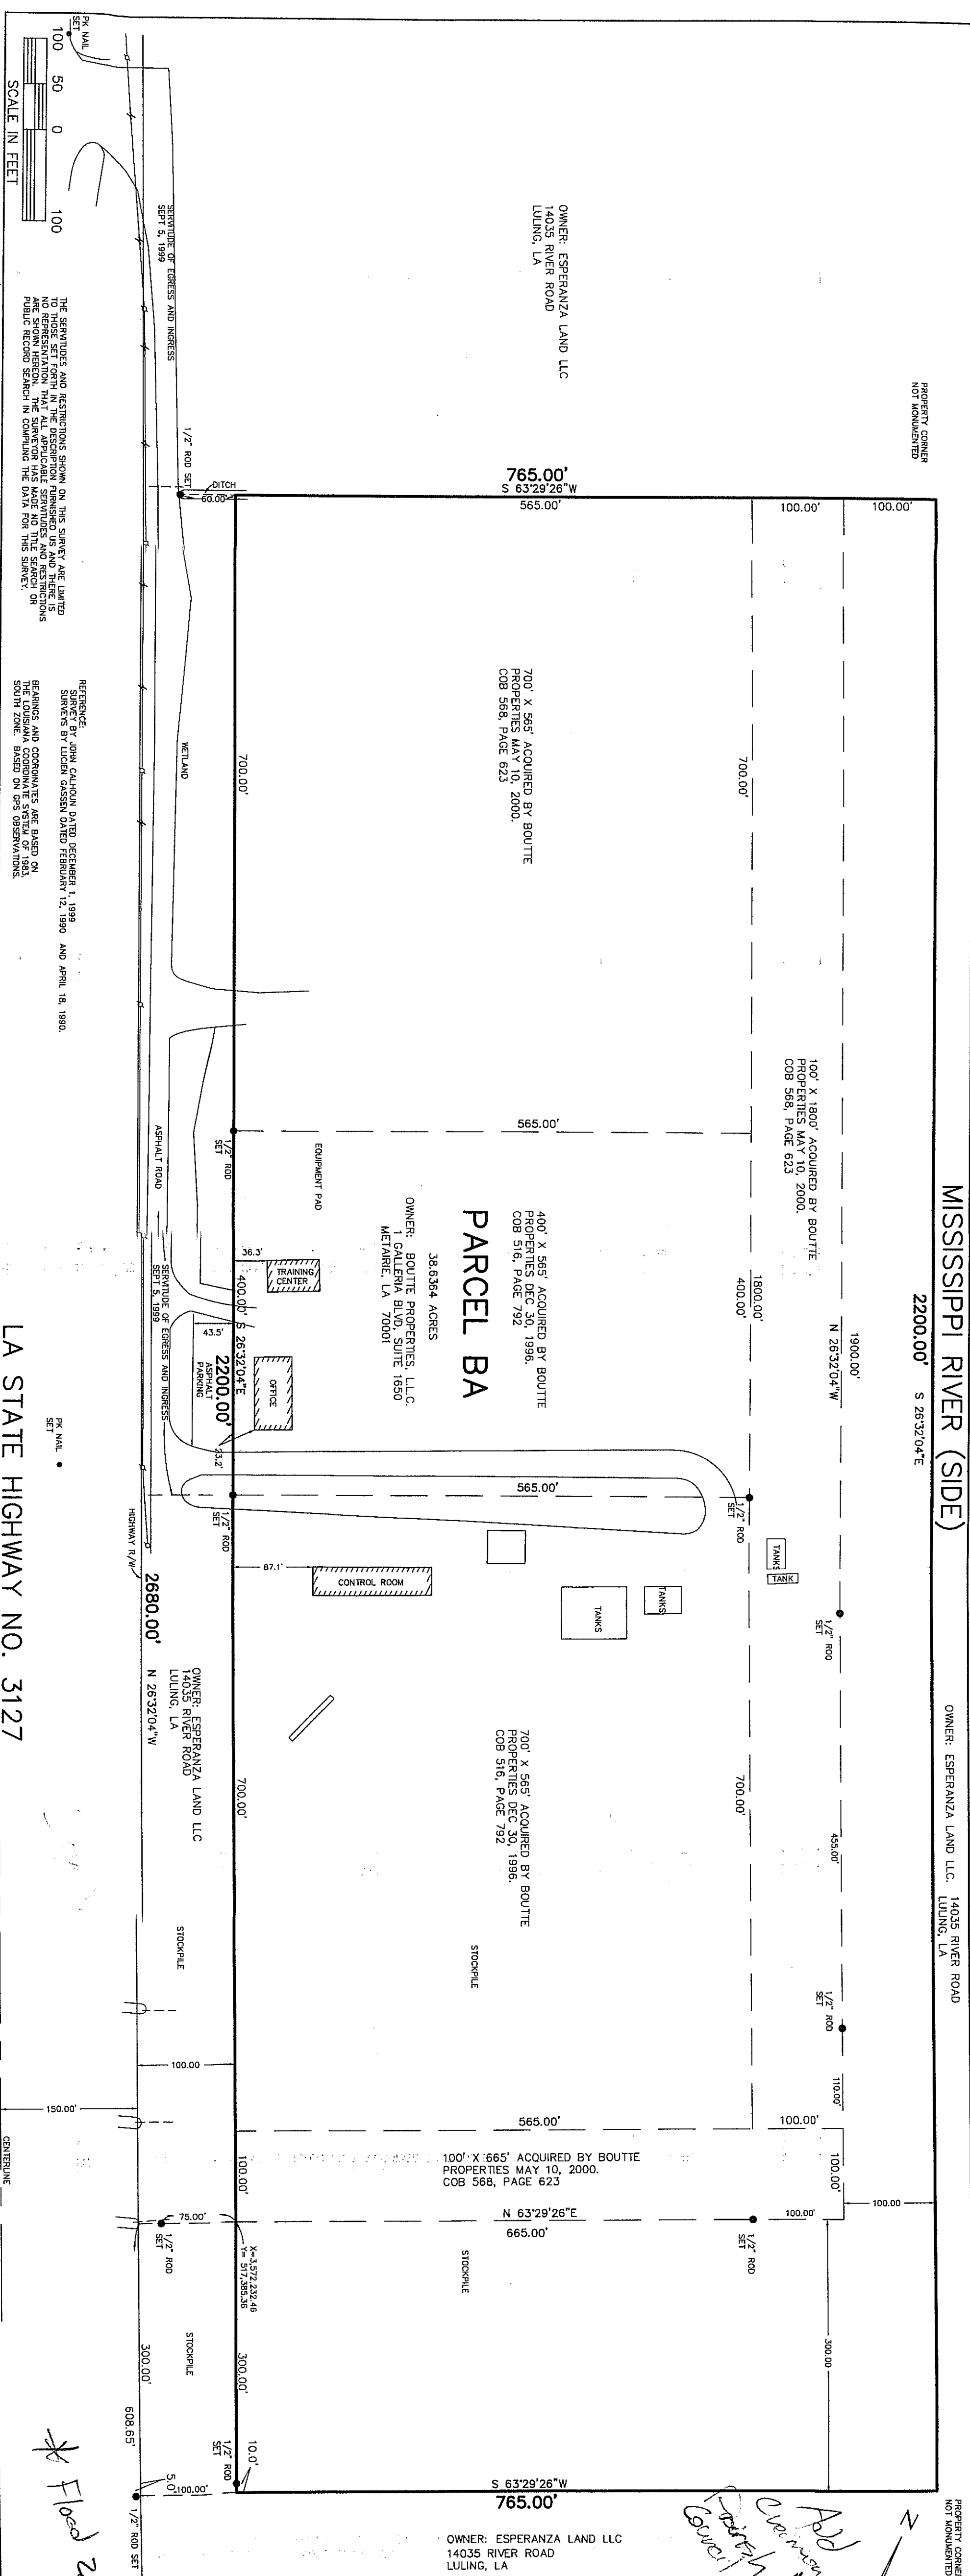 MISSISSIPPI RIVER (SIDE)
2200.00' S 26°32'04"E
OWNER: ESPERANZA LAND LLC. 14035 RIVER ROAD
LULING, LA
PROPERTY CORNER
NOT MONUMENTED
PROPERTY CORNER
NOT MONUMENTED
OWNER: ESPERANZA LAND LLC
14035 RIVER ROAD
LULING, LA
765.00'
S 63°29'26"W
565.00'
100.00'
100.00'
1900.00'
N 26°32'04"W
100' X 1800' ACQUIRED BY BOUTTE
PROPERTIES MAY 10, 2000.
COB 568, PAGE 623
1/2" ROD
SET
455.00'
1/2" ROD
SET
110.00'
700.00'
1800.00'
400.00'
700.00'
100.00'
100.00'
100.00
TANKS
TANK
1/2" ROD
SET
700' X 565' ACQUIRED BY BOUTTE
PROPERTIES MAY 10, 2000.
COB 568, PAGE 623
565.00'
400' X 565' ACQUIRED BY BOUTTE
PROPERTIES DEC 30, 1996.
COB 516, PAGE 792
PARCEL BA
38.6364 ACRES
OWNER: BOUTTE PROPERTIES, L.L.C.
1 GALLERIA BLVD, SUITE 1650
METAIRIE, LA 70001
565.00'
TANKS
TANKS
700' X 565' ACQUIRED BY BOUTTE
PROPERTIES DEC 30, 1996.
COB 516, PAGE 792
STOCKPILE
565.00'
100' X 665' ACQUIRED BY BOUTTE
PROPERTIES MAY 10, 2000.
COB 568, PAGE 623
N 63°29'26"E
665.00'
100.00'
1/2" ROD
SET
300.00
STOCKPILE
S 63°29'26"W
765.00'
OWNER: ESPERANZA LAND LLC
14035 RIVER ROAD
LULING, LA
N
Add
Parish
Council
EQUIPMENT PAD
TRAINING
CENTER
36.3'
OFFICE
43.5'
23.2'
CONTROL ROOM
87.1'
700.00'
1/2" ROD
SET
400.00' S 26°32'04"E
2200.00'
ASPHALT
PARKING
1/2" ROD
SET
700.00'
100.00'
X=3,572,232.46
Y= 517,385.36
300.00'
10.0'
1/2" ROD
SET
1/2" ROD SET
DITCH
60.00'
SERVITUDE OF EGRESS AND INGRESS
SEPT 5, 1999
WETLAND
ASPHALT ROAD
SERVITUDE OF EGRESS AND INGRESS
SEPT 5, 1999
HIGHWAY R/W
2680.00'
N 26°32'04"W
OWNER: ESPERANZA LAND LLC
14035 RIVER ROAD
LULING, LA
STOCKPILE
100.00
75.00'
1/2" ROD
SET
STOCKPILE
300.00'
608.65'
5.0'
100.00'
1/2" ROD SET
150.00'
CENTERLINE
PK NAIL
SET
PK NAIL
SET
LA STATE HIGHWAY NO. 3127
* Flood
REFERENCE:
SURVEY BY JOHN CALHOUN DATED DECEMBER 1, 1999
SURVEYS BY LUCIEN GASSEN DATED FEBRUARY 12, 1990 AND APRIL 18, 1990.
BEARINGS AND COORDINATES ARE BASED ON
THE LOUISIANA COORDINATE SYSTEM OF 1983,
SOUTH ZONE. BASED ON GPS OBSERVATIONS.
THE SERVITUDES AND RESTRICTIONS SHOWN ON THIS SURVEY ARE LIMITED
TO THOSE SET FORTH IN THE DESCRIPTION FURNISHED US AND THERE IS
NO REPRESENTATION THAT ALL APPLICABLE SERVITUDES AND RESTRICTIONS
ARE SHOWN HEREON. THE SURVEYOR HAS MADE NO TITLE SEARCH OR
PUBLIC RECORD SEARCH IN COMPILING THE DATA FOR THIS SURVEY.
100 50 0 100
SCALE IN FEET